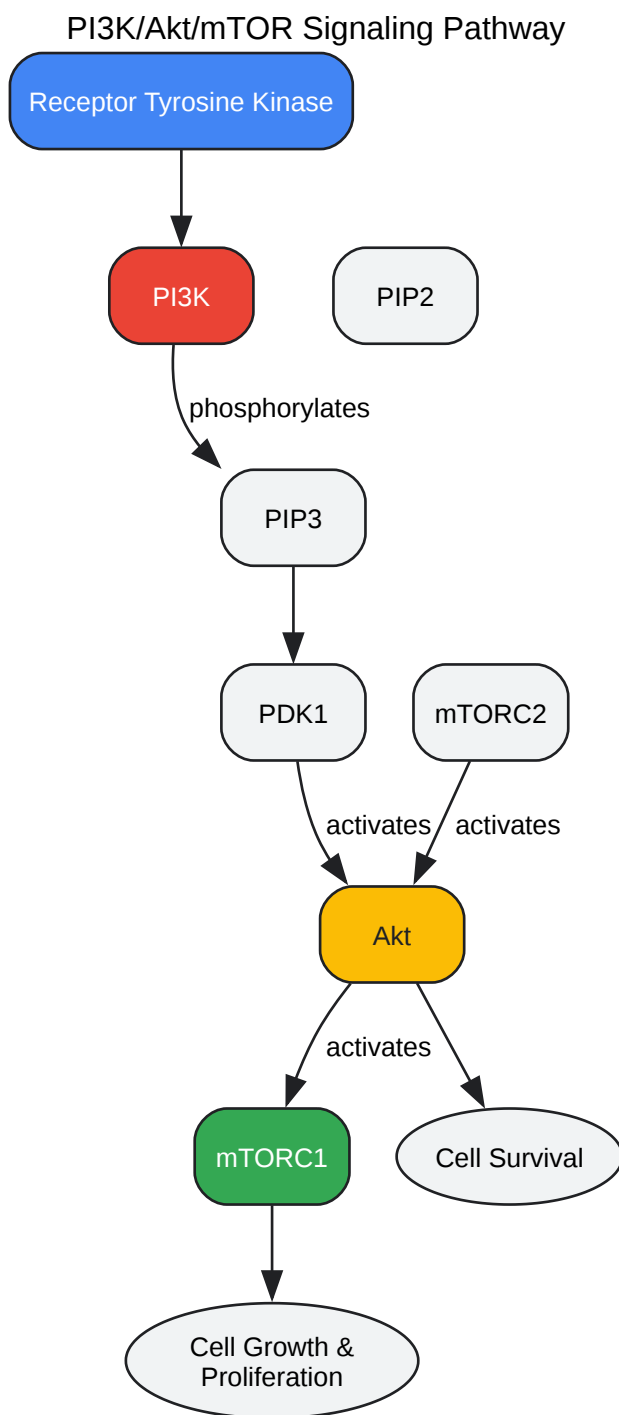 PI3K/Akt/mTOR Signaling Pathway
Receptor Tyrosine Kinase
PI3K
PIP2
phosphorylates
PIP3
PDK1
mTORC2
activates
activates
Akt
activates
mTORC1
Cell Survival
Cell Growth &
Proliferation